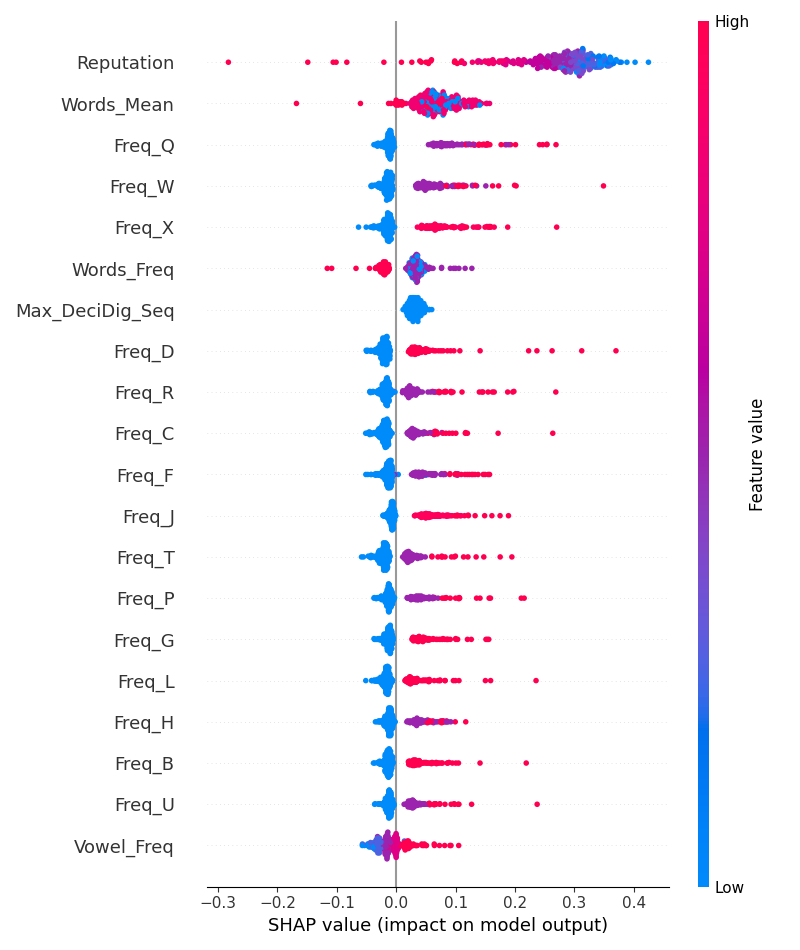 High
Reputation
Words_Mean
Freq_Q
Freq_W
Freq_X
Words_Freq
Max_DeciDig_Seq
Freq_D
Freq_R
Freq_C
Freq_F
Freq_J
Freq_T
Freq_P
Freq_G
Freq_L
Freq_H
Freq_B
Freq_U
Vowel_Freq
Feature value
Low
−0.3 −0.2 −0.1 0.0 0.1 0.2 0.3 0.4
SHAP value (impact on model output)